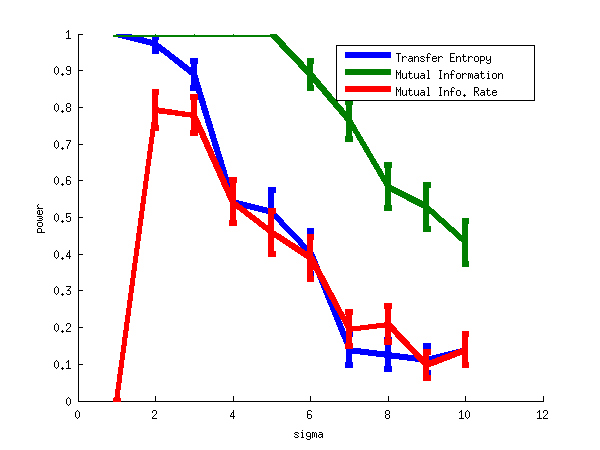 1
0.9
0.8
0.7
0.6
0.5
0.4
0.3
0.2
0.1
0
power
0 2 4 6 8 10 12
sigma
Transfer Entropy
Mutual Information
Mutual Info. Rate